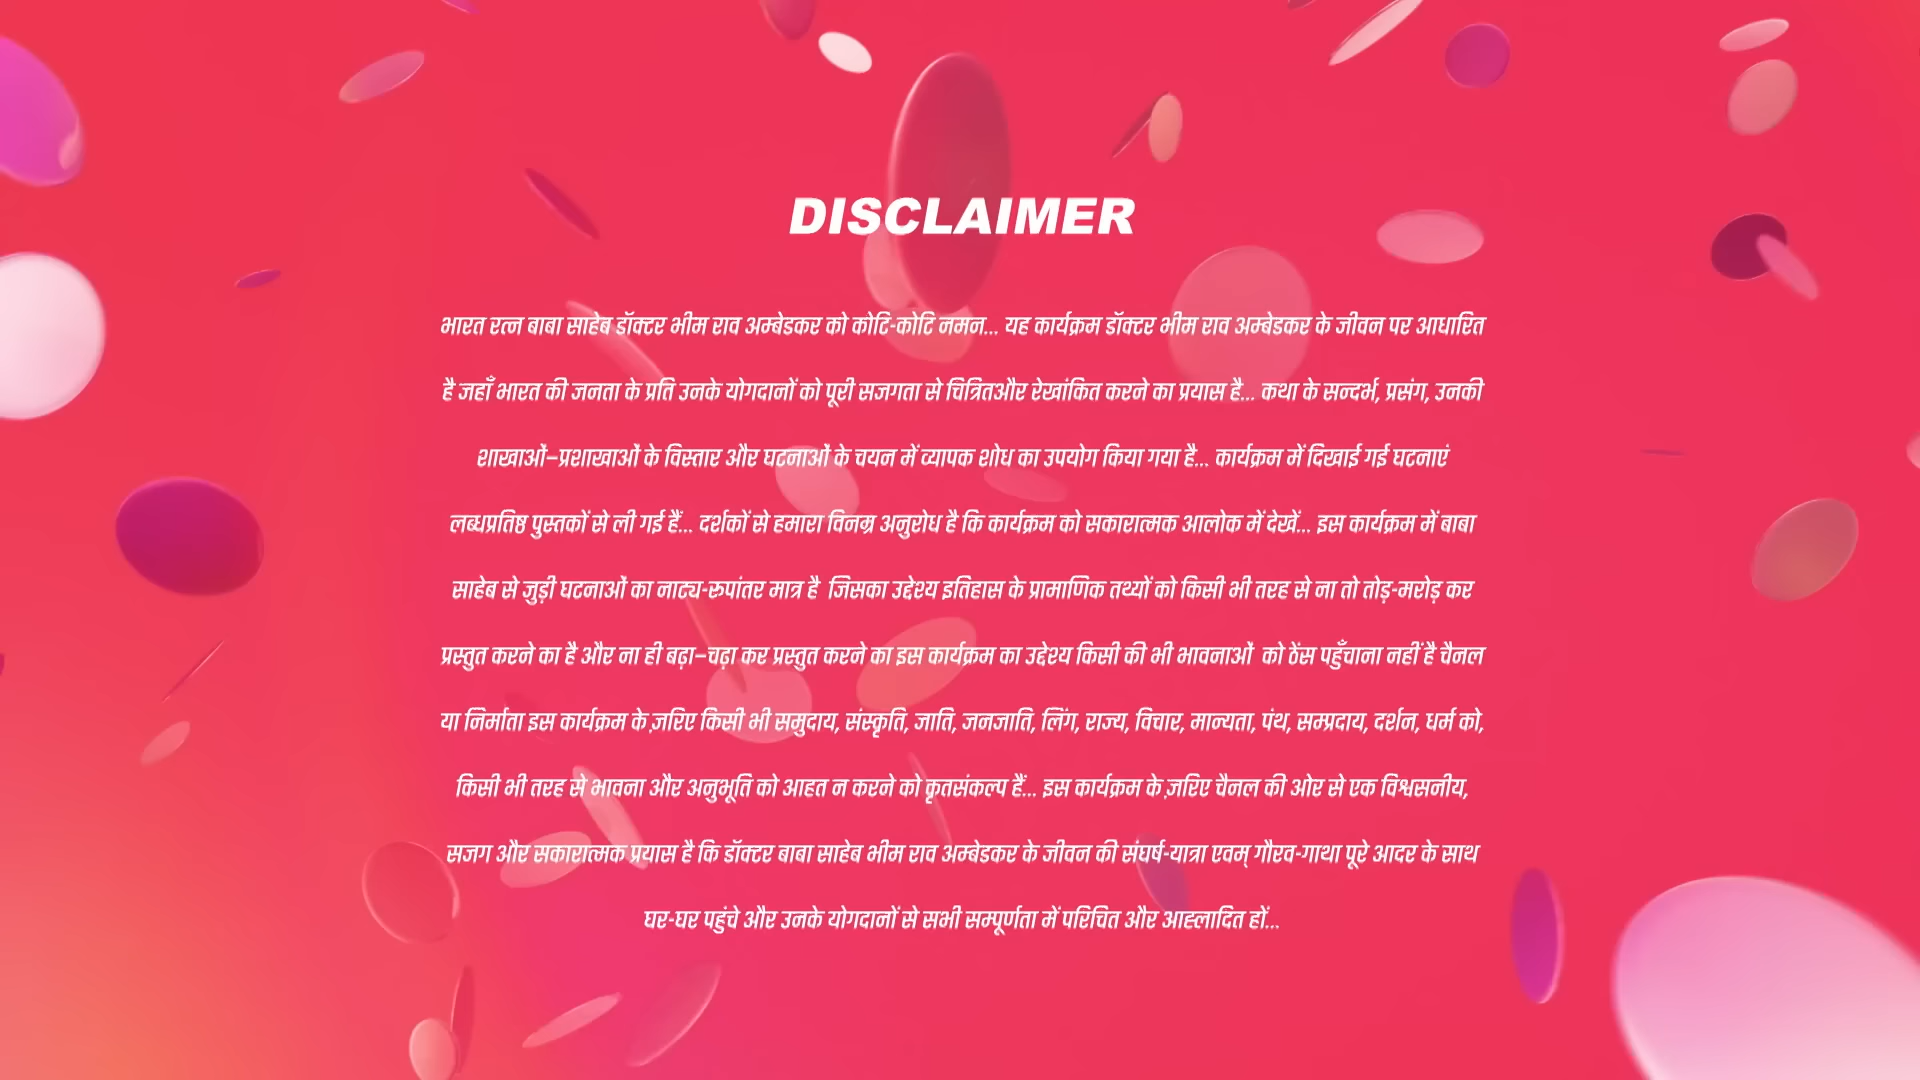 DISCLAIMER
भारत रत्न बाबा साहेब डॉक्टर भीम राव अम्बेडकर को कोटि-कोटि नमन... यह कार्यक्रम डॉक्टर भीम राव अम्बेडकर के जीवन पर आधारित
है जहाँ भारत की जनता के प्रति उनके योगदानों को पूरी सजगता से चित्रितऔर रेखांकित करने का प्रयास है... कथा के सन्दर्भ, प्रसंग, उनकी
शाखाओं–प्रशाखाओं के विस्तार और घटनाओं के चयन में व्यापक शोध का उपयोग किया गया है... कार्यक्रम में दिखाई गई घटनाएं
लब्धप्रतिष्ठ पुस्तकों से ली गई हैं... दर्शकों से हमारा विनम्र अनुरोध है कि कार्यक्रम को सकारात्मक आलोक में देखें... इस कार्यक्रम में बाबा
साहेब से जुड़ी घटनाओं का नाट्य-रूपांतर मात्र है जिसका उद्देश्य इतिहास के प्रामाणिक तथ्यों को किसी भी तरह से ना तो तोड़-मरोड़ कर
प्रस्तुत करने का है और ना ही बढ़ा–चढ़ा कर प्रस्तुत करने का इस कार्यक्रम का उद्देश्य किसी की भी भावनाओं को ठेंस पहुँचाना नहीं है चैनल
या निर्माता इस कार्यक्रम के ज़रिए किसी भी समुदाय, संस्कृति, जाति, जनजाति, लिंग, राज्य, विचार, मान्यता, पंथ, सम्प्रदाय, दर्शन, धर्म को,
किसी भी तरह से भावना और अनुभूति को आहत न करने को कृतसंकल्प हैं... इस कार्यक्रम के ज़रिए चैनल की ओर से एक विश्वसनीय,
सजग और सकारात्मक प्रयास है कि डॉक्टर बाबा साहेब भीम राव अम्बेडकर के जीवन की संघर्ष-यात्रा एवम् गौरव-गाथा पूरे आदर के साथ
घर-घर पहुंचे और उनके योगदानों से सभी सम्पूर्णता में परिचित और आह्लादित हों...